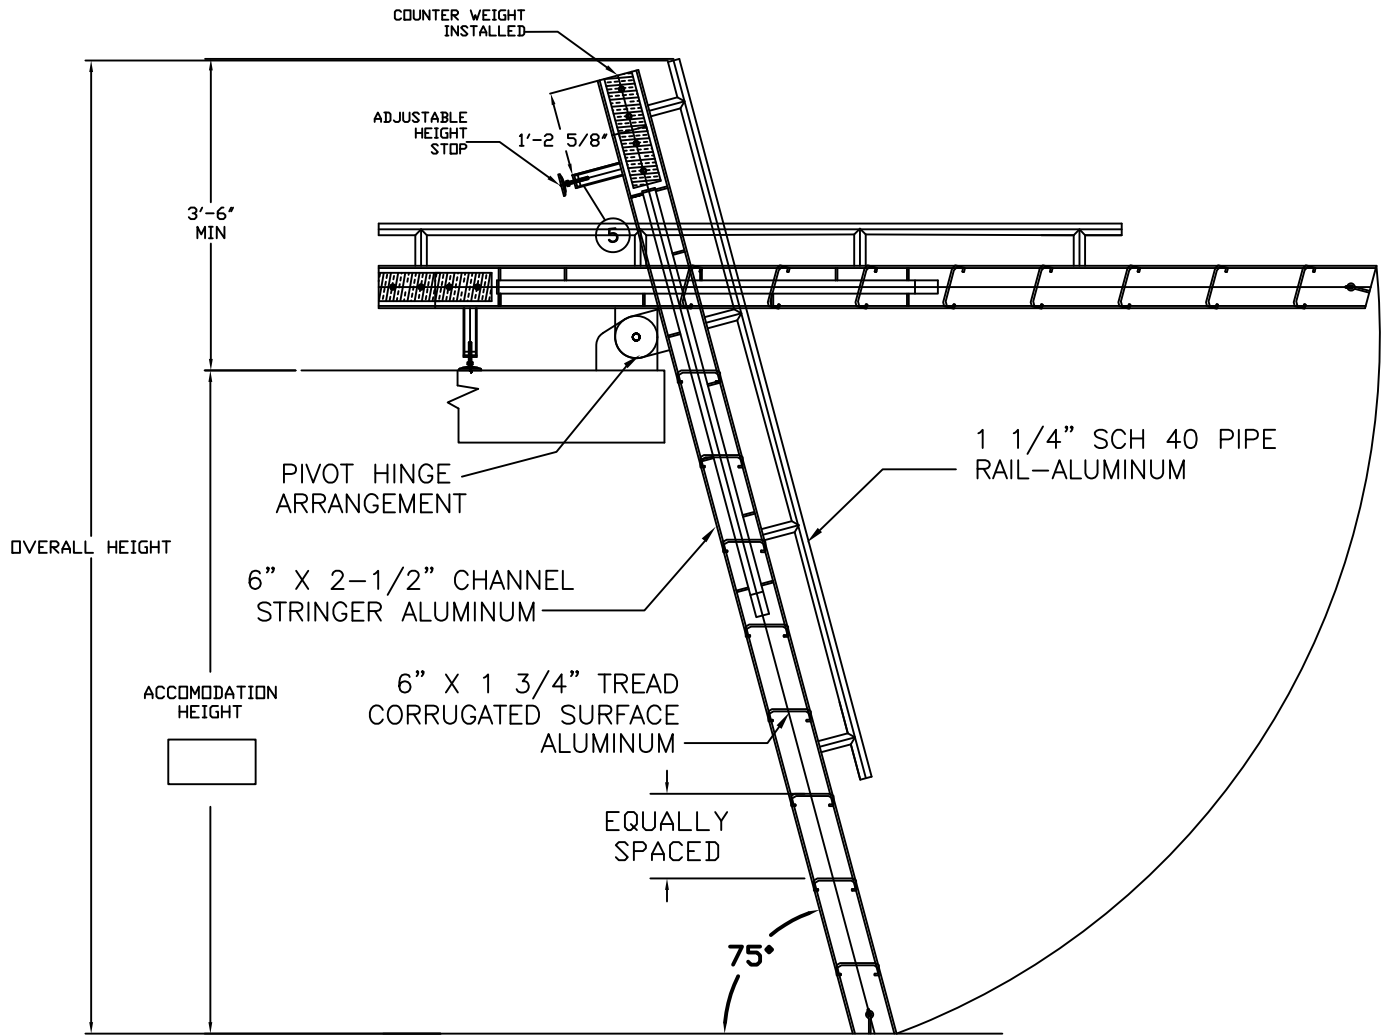 COUNTER WEIGHT
INSTALLED
ADJUSTABLE
HEIGHT
STOP
1'-2 5/8"
3'-6"
MIN
5
1 1/4" SCH 40 PIPE
RAIL-ALUMINUM
PIVOT HINGE
ARRANGEMENT
OVERALL HEIGHT
6" X 2-1/2" CHANNEL
STRINGER ALUMINUM
6" X 1 3/4" TREAD
CORRUGATED SURFACE
ALUMINUM
ACCOMODATION
HEIGHT
EQUALLY
SPACED
75°